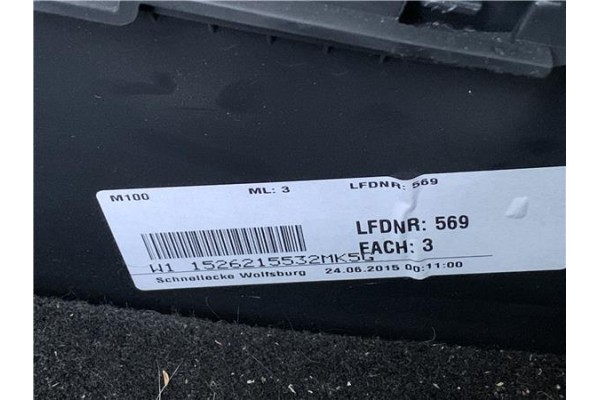 M100 ML: 3 LFDNR: 569
LFDNR: 569
FACH: 3
W1 1526215532MK5G
Schnellecke Wolfsburg 24.06.2015 00:11:00